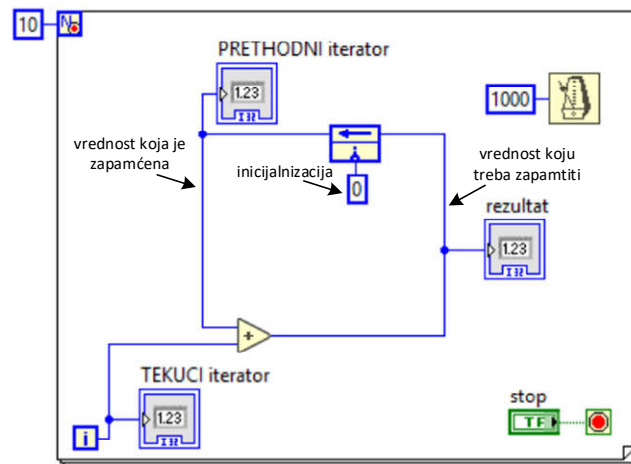 10
N
PRETHODNI iterator
1.23
I32
1000
vrednost koja je
zapamćena
inicijalnizacija
0
vrednost koju
treba zapamtiti
rezultat
1.23
I32
+
TEKUCI iterator
1.23
I32
i
stop
TF